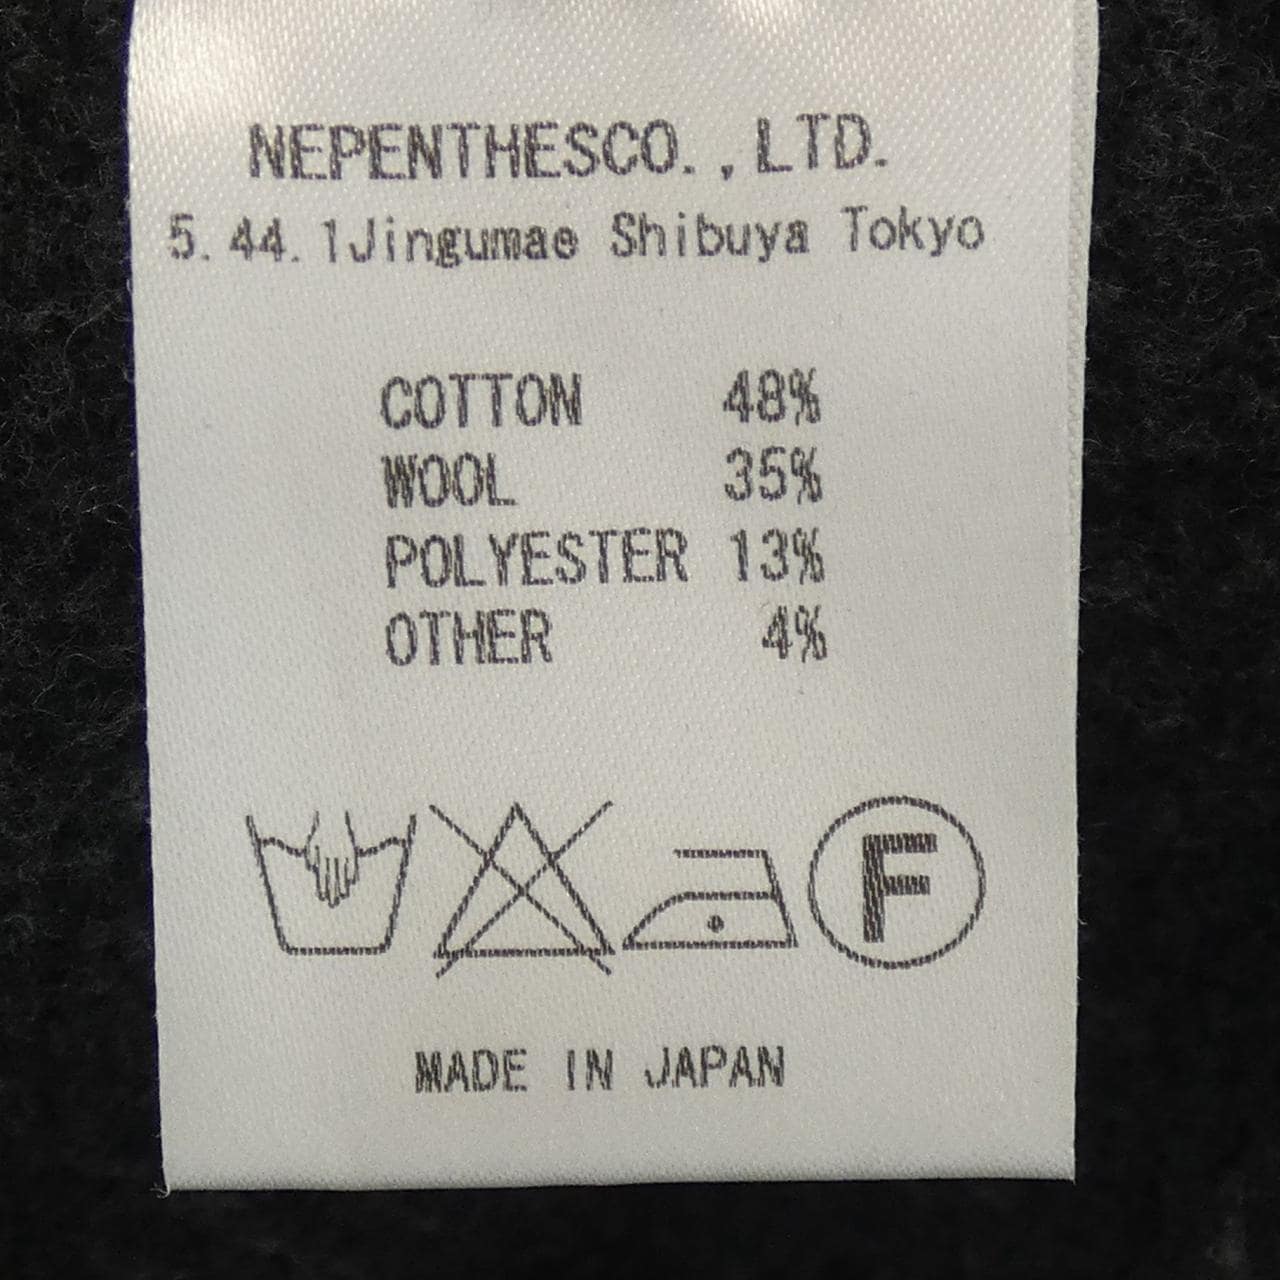 NEPENTHESCO.,LTD.
5.44.1Jingumae Shibuya Tokyo
COTTON 48%
WOOL 35%
POLYESTER 13%
OTHER 4%
F
MADE IN JAPAN